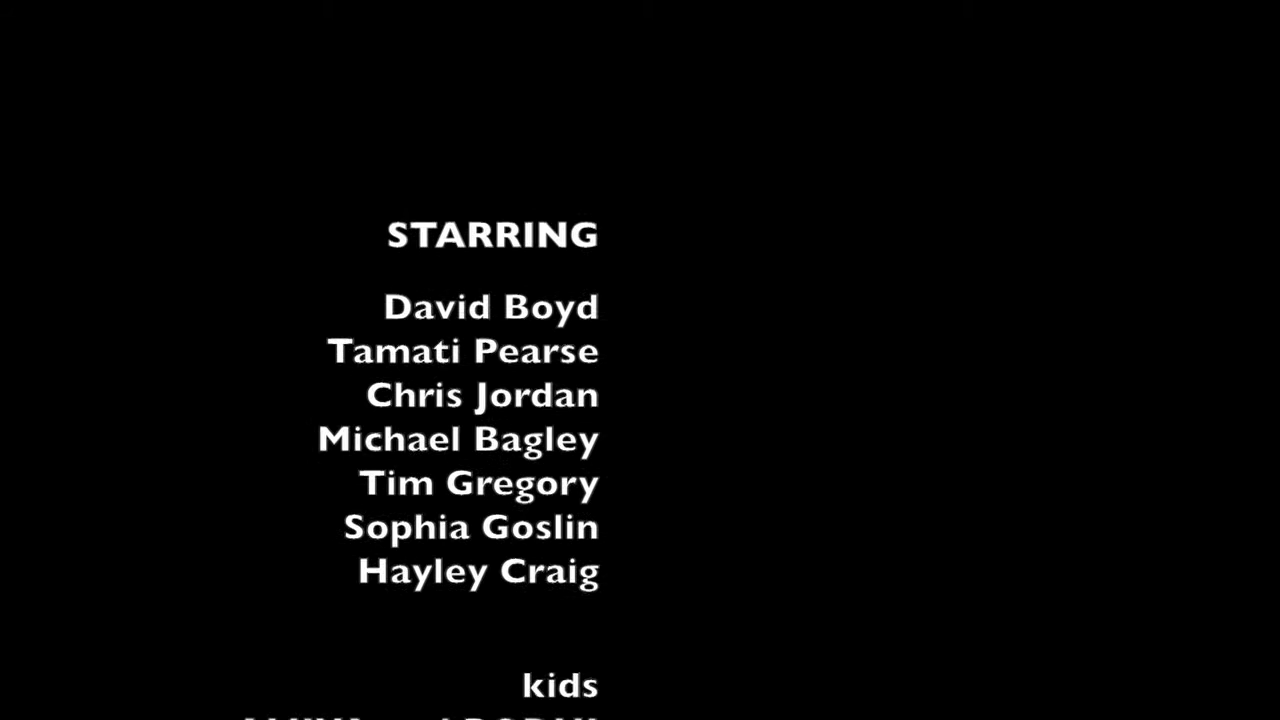 STARRING
David Boyd
Tamati Pearse
Chris Jordan
Michael Bagley
Tim Gregory
Sophia Goslin
Hayley Craig
kids